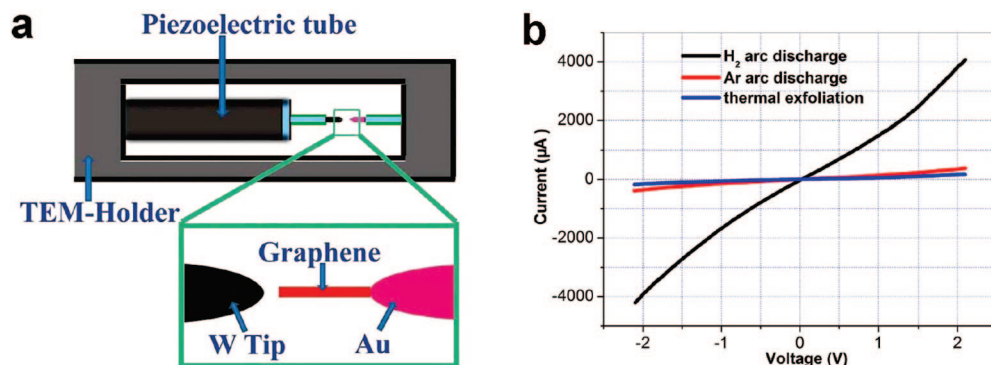 a
Piezoelectric tube
TEM-Holder
Graphene
W Tip
Au
b
H₂ arc discharge
Ar arc discharge
thermal exfoliation
Current (μA)
4000
2000
0
-2000
-4000
-2
-1
0
1
2
Voltage (V)